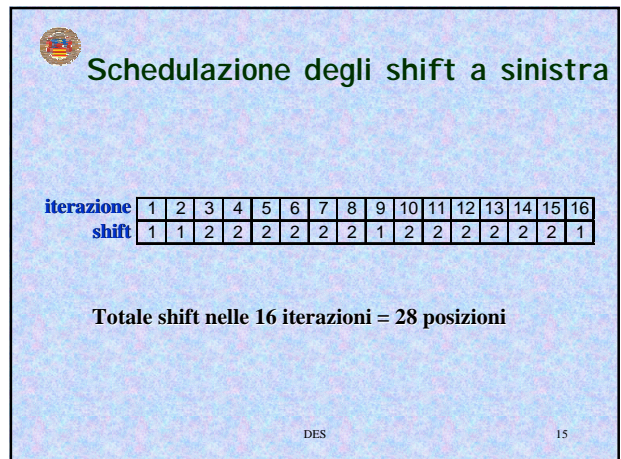 Schedulazione degli shift a sinistra
iterazione 1 2 3 4 5 6 7 8 9 10 11 12 13 14 15 16
shift 1 1 2 2 2 2 2 2 1 2 2 2 2 2 2 1
Totale shift nelle 16 iterazioni = 28 posizioni
DES 15